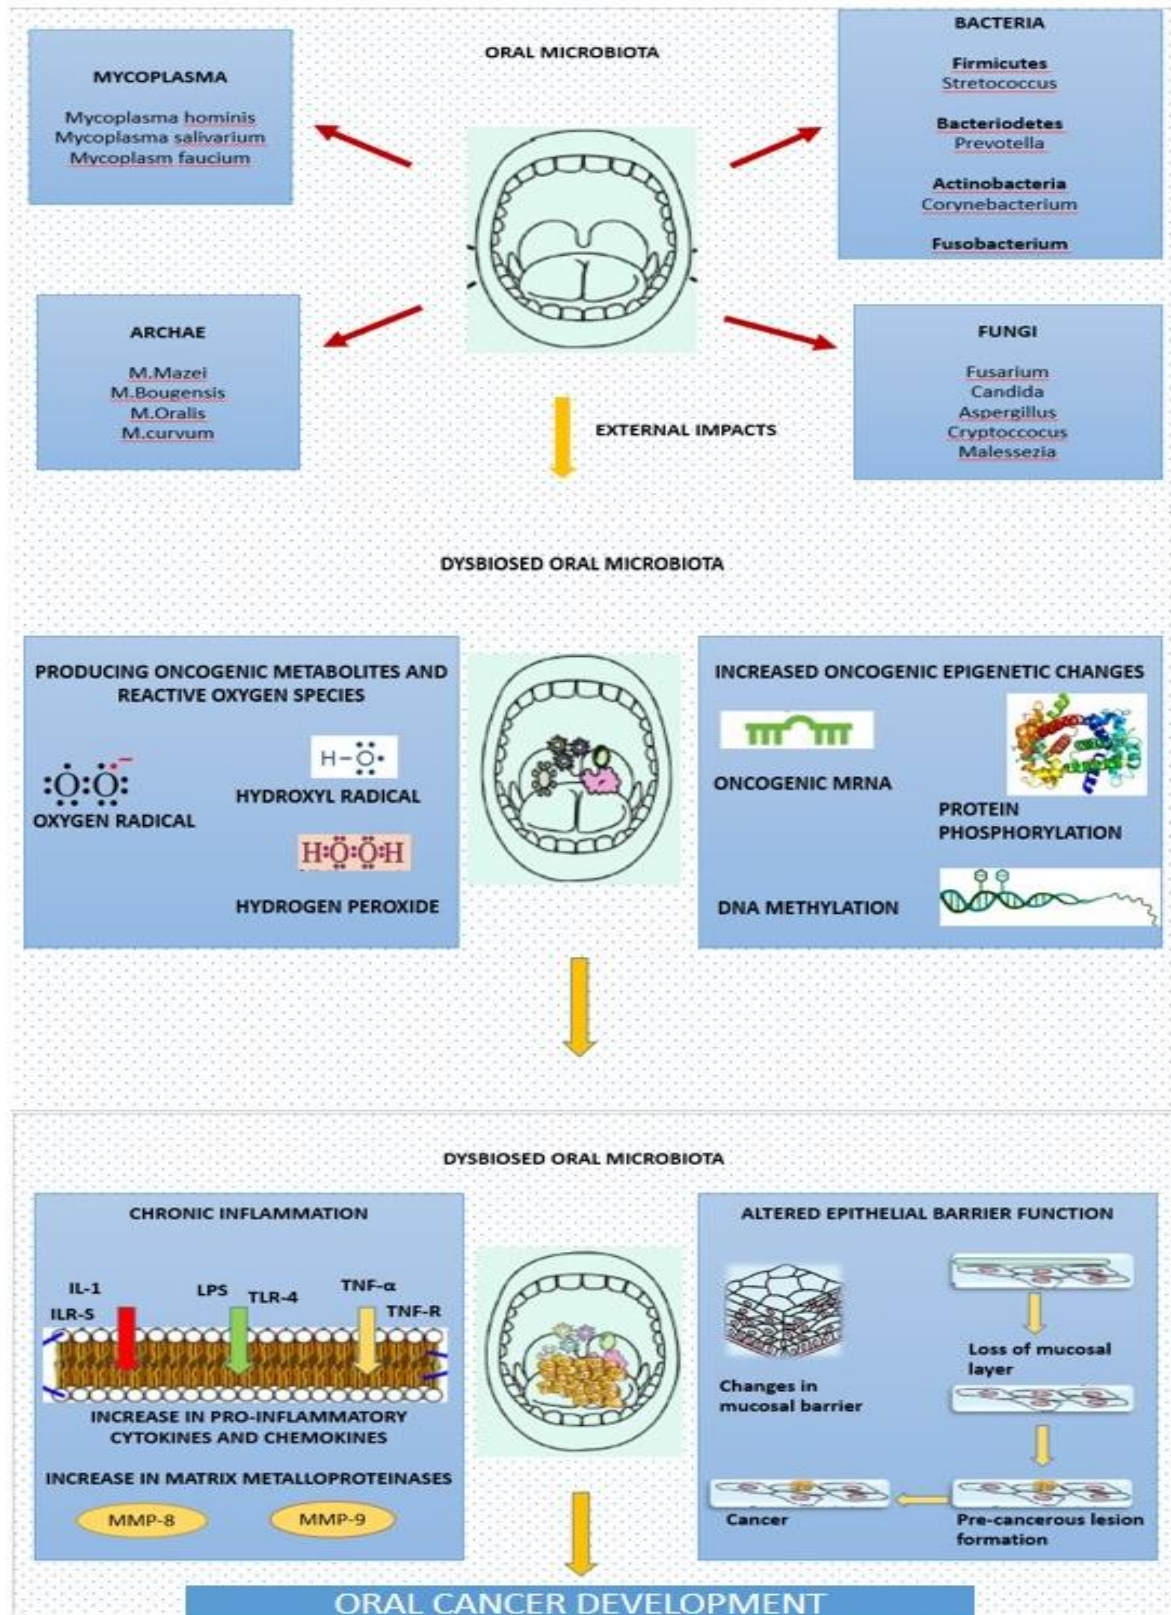 ORAL MICROBIOTA
MYCOPLASMA
Mycoplasma hominis
Mycoplasma salivarium
Mycoplasm faucium
BACTERIA
Firmicutes
Stretococcus
Bacteriodetes
Prevotella
Actinobacteria
Corynebacterium
Fusobacterium
ARCHAE
M.Mazei
M.Bougensis
M.Oralis
M.curvum
FUNGI
Fusarium
Candida
Aspergillus
Cryptoccocus
Malessezia
EXTERNAL IMPACTS
DYSBIOSED ORAL MICROBIOTA
PRODUCING ONCOGENIC METABOLITES AND
REACTIVE OXYGEN SPECIES
:Ö:Ö:⁻
OXYGEN RADICAL
H–Ö•
HYDROXYL RADICAL
H:Ö:Ö:H
HYDROGEN PEROXIDE
INCREASED ONCOGENIC EPIGENETIC CHANGES
ONCOGENIC MRNA
PROTEIN
PHOSPHORYLATION
DNA METHYLATION
DYSBIOSED ORAL MICROBIOTA
CHRONIC INFLAMMATION
IL-1
ILR-S
LPS
TLR-4
TNF-α
TNF-R
INCREASE IN PRO-INFLAMMATORY
CYTOKINES AND CHEMOKINES
INCREASE IN MATRIX METALLOPROTEINASES
MMP-8
MMP-9
ALTERED EPITHELIAL BARRIER FUNCTION
Changes in
mucosal barrier
Loss of mucosal
layer
Pre-cancerous lesion
formation
Cancer
ORAL CANCER DEVELOPMENT